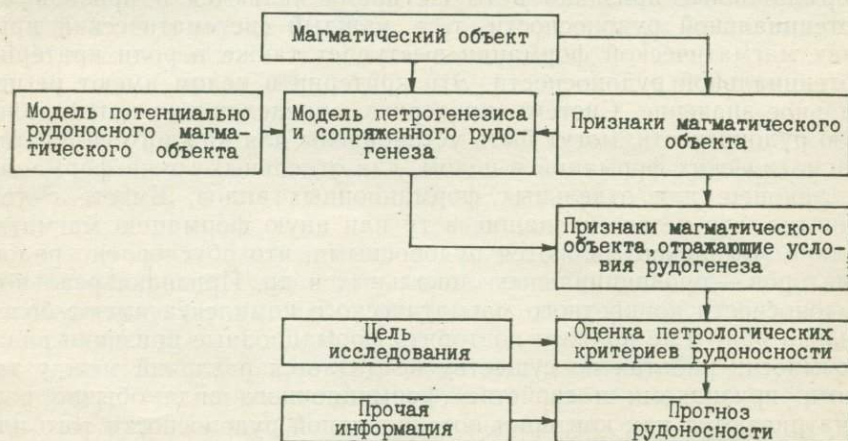 Магматический объект
Модель потенциально
рудоносного магма-
тического объекта
Модель петрогенезиса
и сопряженного рудо-
генеза
Признаки магматического
объекта
Признаки магматического
объекта, отражающие усло-
вия рудогенеза
Цель
исследования
Оценка петрологических
критериев рудоносности
Прочая
информация
Прогноз
рудоносности